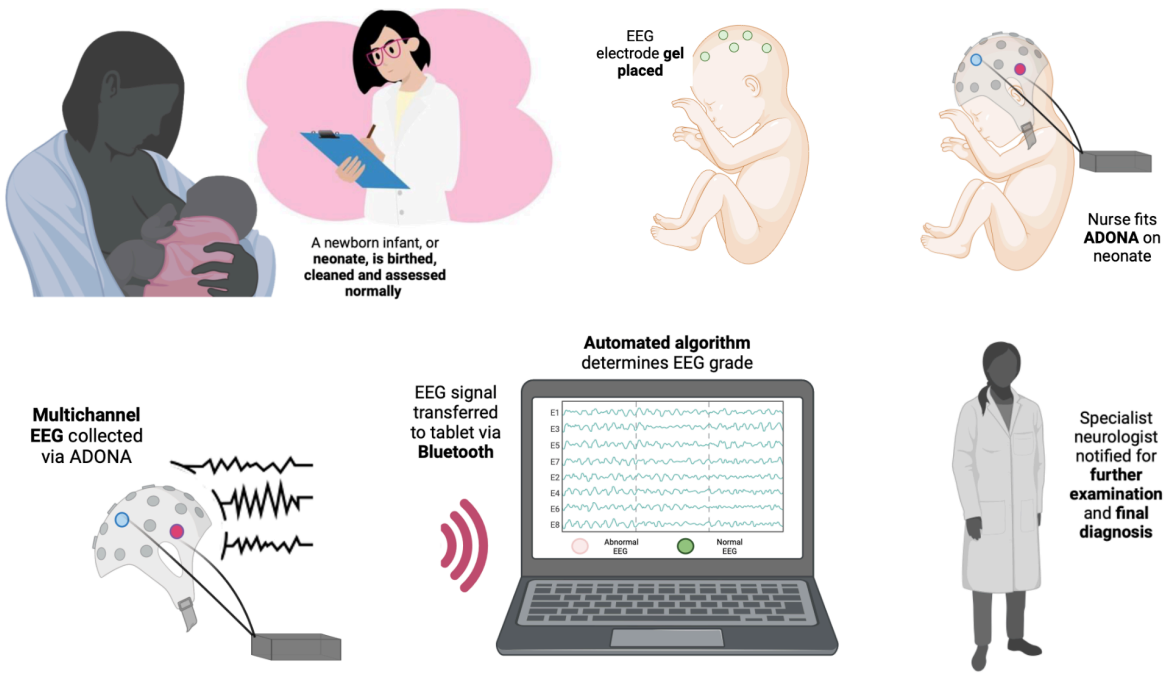 A newborn infant, or
neonate, is birthed,
cleaned and assessed
normally
EEG
electrode gel
placed
Nurse fits
ADONA on
neonate
Multichannel
EEG collected
via ADONA
EEG signal
transferred
to tablet via
Bluetooth
Automated algorithm
determines EEG grade
E1
E3
E5
E7
E2
E4
E6
E8
Abnormal
EEG
Normal
EEG
Specialist
neurologist
notified for
further
examination
and final
diagnosis